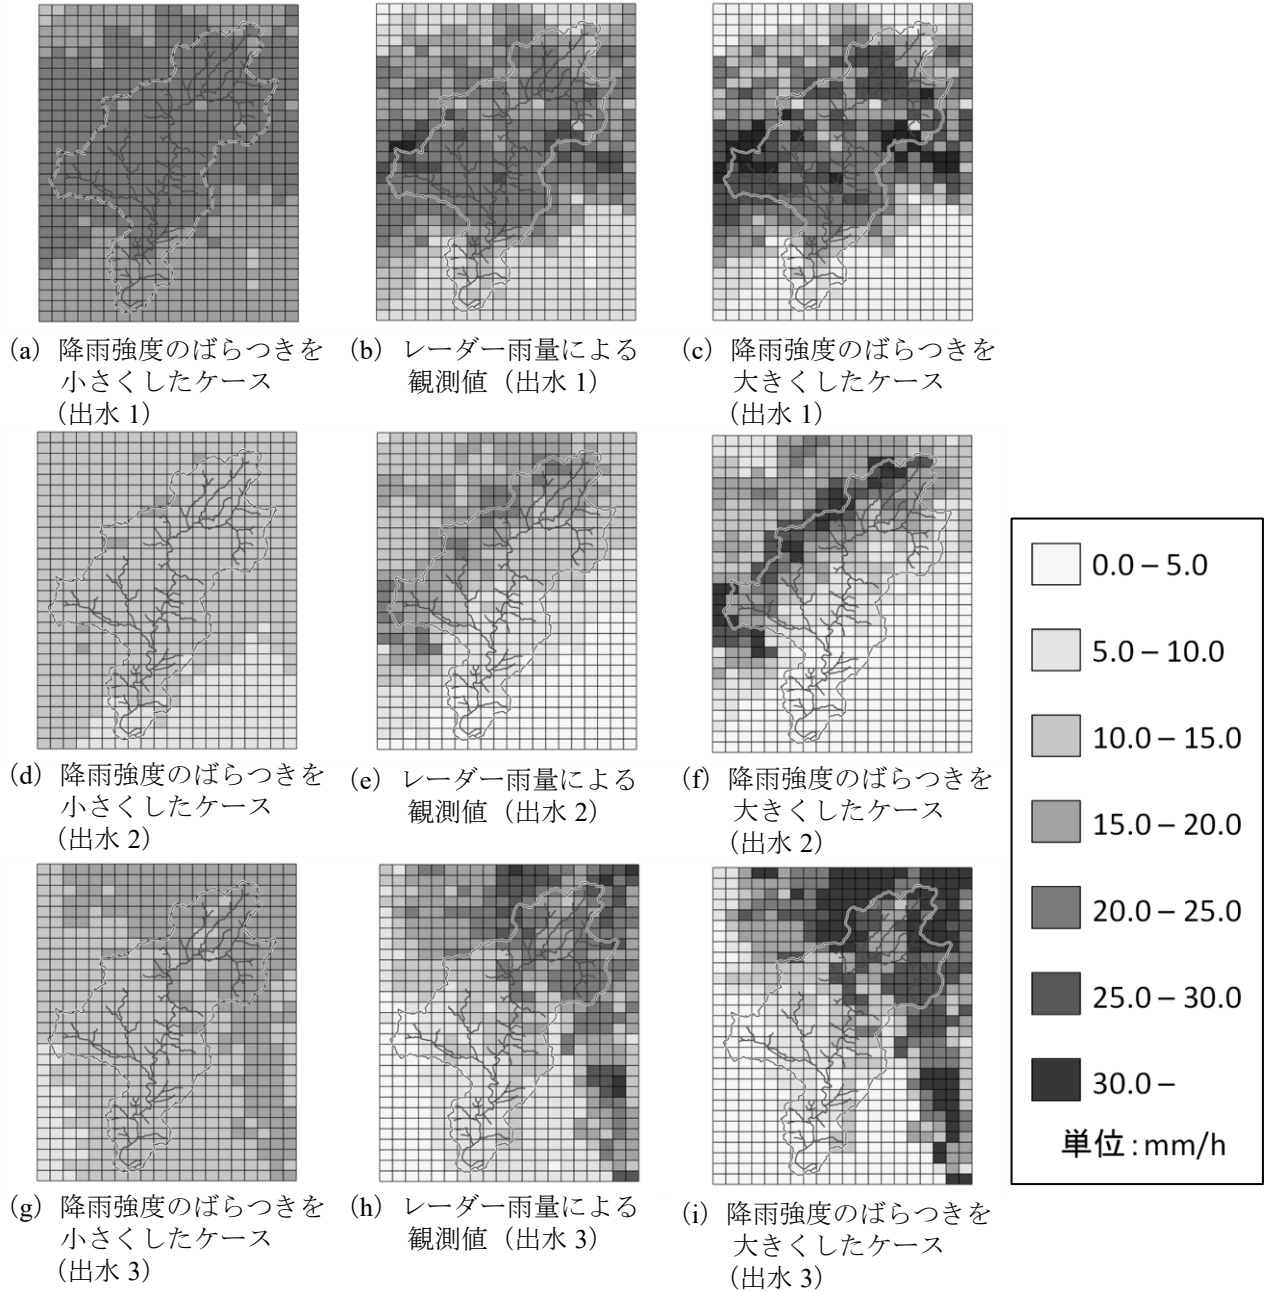 (a) 降雨強度のばらつきを
小さくしたケース
(出水 1)
(b) レーダー雨量による
観測値 (出水 1)
(c) 降雨強度のばらつきを
大きくしたケース
(出水 1)
(d) 降雨強度のばらつきを
小さくしたケース
(出水 2)
(e) レーダー雨量による
観測値 (出水 2)
(f) 降雨強度のばらつきを
大きくしたケース
(出水 2)
(g) 降雨強度のばらつきを
小さくしたケース
(出水 3)
(h) レーダー雨量による
観測値 (出水 3)
(i) 降雨強度のばらつきを
大きくしたケース
(出水 3)
0.0 – 5.0
5.0 – 10.0
10.0 – 15.0
15.0 – 20.0
20.0 – 25.0
25.0 – 30.0
30.0 –
単位:mm/h